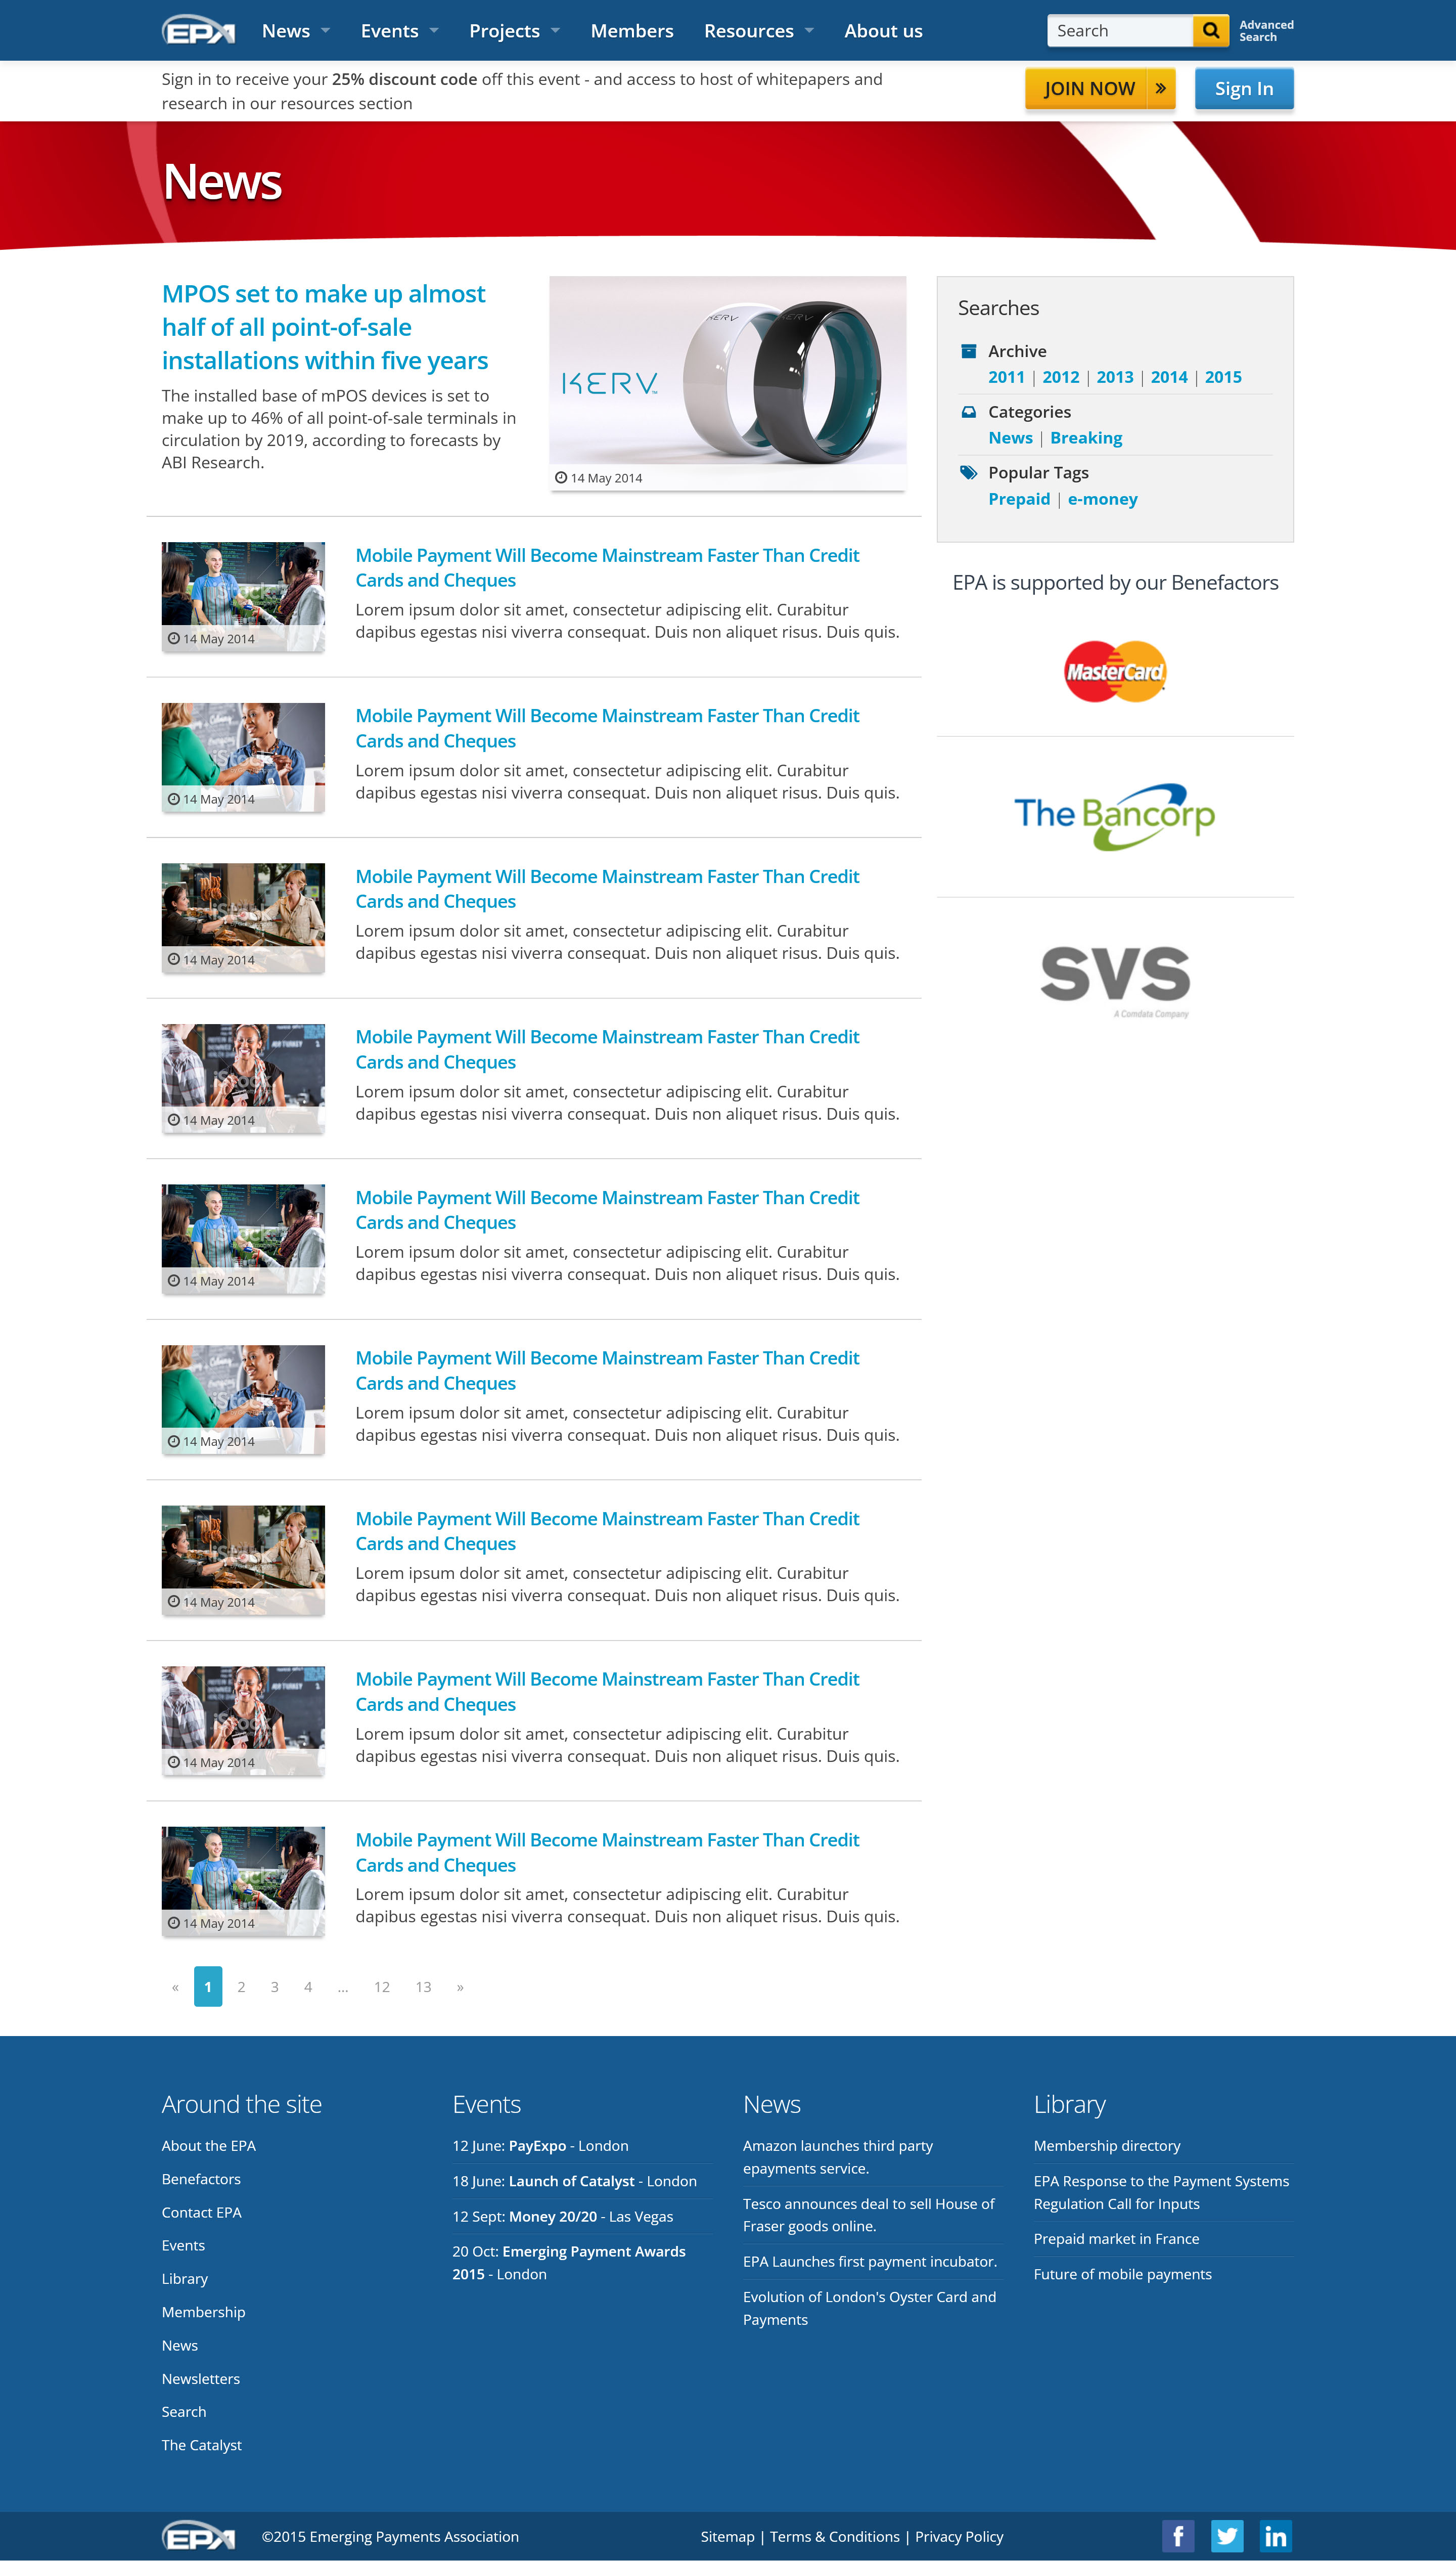 EPA News Events Projects Members Resources About us Search Advanced
Search
Sign in to receive your 25% discount code off this event - and access to host of whitepapers and
research in our resources section
JOIN NOW » Sign In
News
MPOS set to make up almost
half of all point-of-sale
installations within five years
The installed base of mPOS devices is set to
make up to 46% of all point-of-sale terminals in
circulation by 2019, according to forecasts by
ABI Research.
KERV
KERV
KERV
14 May 2014
Mobile Payment Will Become Mainstream Faster Than Credit
Cards and Cheques
Lorem ipsum dolor sit amet, consectetur adipiscing elit. Curabitur
dapibus egestas nisi viverra consequat. Duis non aliquet risus. Duis quis.
14 May 2014
Mobile Payment Will Become Mainstream Faster Than Credit
Cards and Cheques
Lorem ipsum dolor sit amet, consectetur adipiscing elit. Curabitur
dapibus egestas nisi viverra consequat. Duis non aliquet risus. Duis quis.
14 May 2014
Mobile Payment Will Become Mainstream Faster Than Credit
Cards and Cheques
Lorem ipsum dolor sit amet, consectetur adipiscing elit. Curabitur
dapibus egestas nisi viverra consequat. Duis non aliquet risus. Duis quis.
14 May 2014
Mobile Payment Will Become Mainstream Faster Than Credit
Cards and Cheques
Lorem ipsum dolor sit amet, consectetur adipiscing elit. Curabitur
dapibus egestas nisi viverra consequat. Duis non aliquet risus. Duis quis.
iStock
14 May 2014
Mobile Payment Will Become Mainstream Faster Than Credit
Cards and Cheques
Lorem ipsum dolor sit amet, consectetur adipiscing elit. Curabitur
dapibus egestas nisi viverra consequat. Duis non aliquet risus. Duis quis.
14 May 2014
Mobile Payment Will Become Mainstream Faster Than Credit
Cards and Cheques
Lorem ipsum dolor sit amet, consectetur adipiscing elit. Curabitur
dapibus egestas nisi viverra consequat. Duis non aliquet risus. Duis quis.
14 May 2014
Mobile Payment Will Become Mainstream Faster Than Credit
Cards and Cheques
Lorem ipsum dolor sit amet, consectetur adipiscing elit. Curabitur
dapibus egestas nisi viverra consequat. Duis non aliquet risus. Duis quis.
14 May 2014
Mobile Payment Will Become Mainstream Faster Than Credit
Cards and Cheques
Lorem ipsum dolor sit amet, consectetur adipiscing elit. Curabitur
dapibus egestas nisi viverra consequat. Duis non aliquet risus. Duis quis.
iStock
14 May 2014
Mobile Payment Will Become Mainstream Faster Than Credit
Cards and Cheques
Lorem ipsum dolor sit amet, consectetur adipiscing elit. Curabitur
dapibus egestas nisi viverra consequat. Duis non aliquet risus. Duis quis.
14 May 2014
« 1 2 3 4 ... 12 13 »
Searches
Archive
2011 | 2012 | 2013 | 2014 | 2015
Categories
News | Breaking
Popular Tags
Prepaid | e-money
EPA is supported by our Benefactors
MasterCard
The Bancorp
SVS
A Comdata Company
Around the site
About the EPA
Benefactors
Contact EPA
Events
Library
Membership
News
Newsletters
Search
The Catalyst
Events
12 June: PayExpo - London
18 June: Launch of Catalyst - London
12 Sept: Money 20/20 - Las Vegas
20 Oct: Emerging Payment Awards
2015 - London
News
Amazon launches third party
epayments service.
Tesco announces deal to sell House of
Fraser goods online.
EPA Launches first payment incubator.
Evolution of London's Oyster Card and
Payments
Library
Membership directory
EPA Response to the Payment Systems
Regulation Call for Inputs
Prepaid market in France
Future of mobile payments
EPA ©2015 Emerging Payments Association Sitemap | Terms & Conditions | Privacy Policy f in